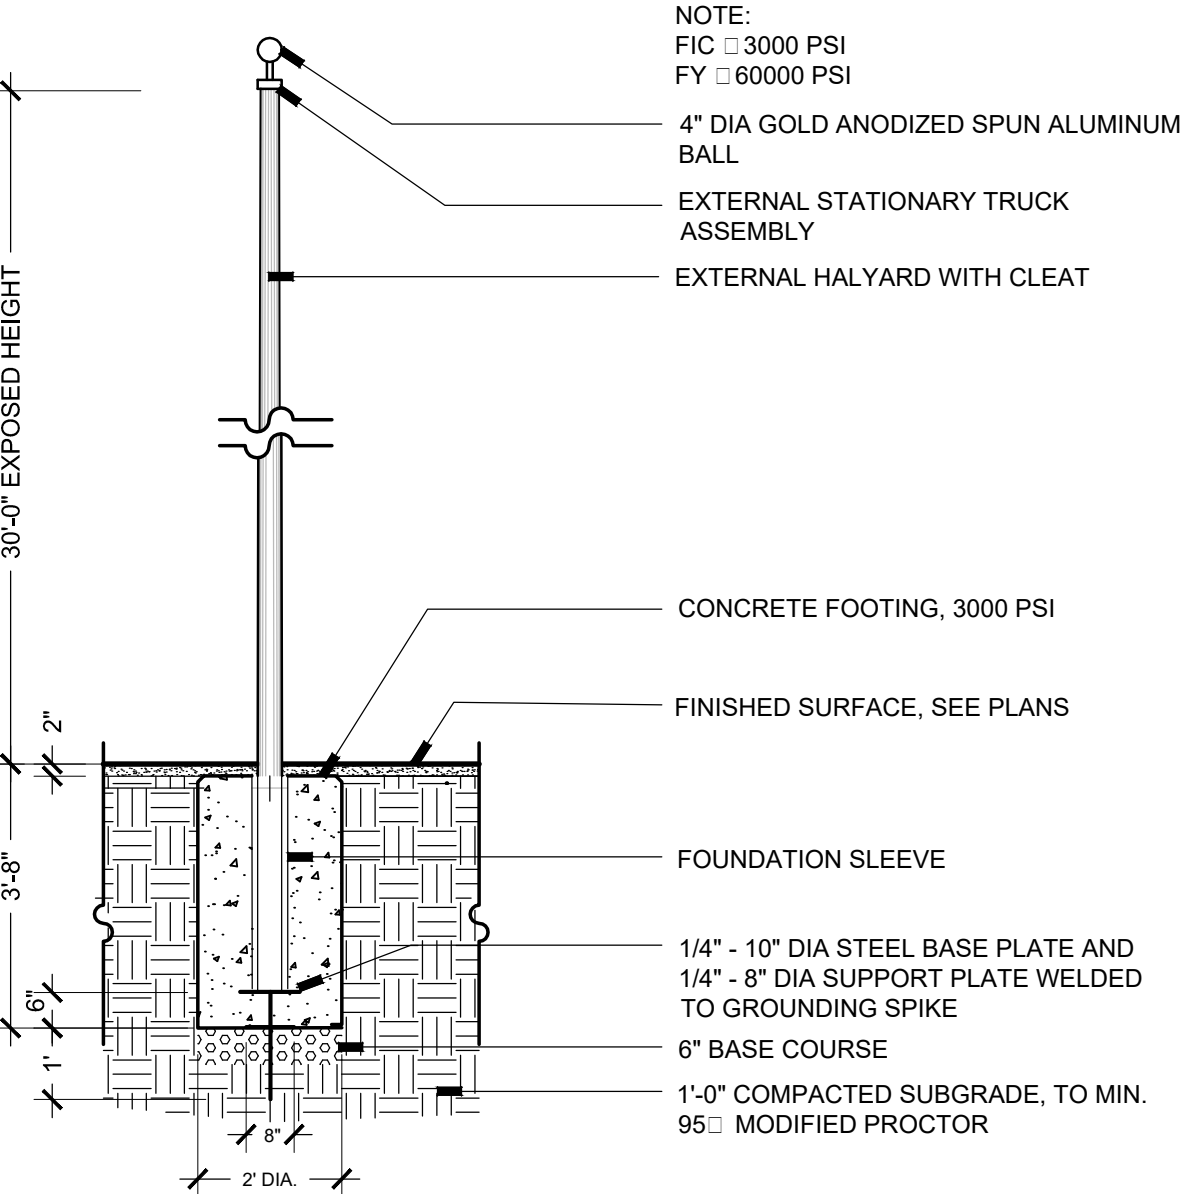 NOTE:
FIC □ 3000 PSI
FY □ 60000 PSI
4" DIA GOLD ANODIZED SPUN ALUMINUM
BALL
EXTERNAL STATIONARY TRUCK
ASSEMBLY
EXTERNAL HALYARD WITH CLEAT
30'-0" EXPOSED HEIGHT
CONCRETE FOOTING, 3000 PSI
2"
FINISHED SURFACE, SEE PLANS
3'-8"
FOUNDATION SLEEVE
1/4" - 10" DIA STEEL BASE PLATE AND
1/4" - 8" DIA SUPPORT PLATE WELDED
TO GROUNDING SPIKE
6"
6" BASE COURSE
1'
1'-0" COMPACTED SUBGRADE, TO MIN.
95□ MODIFIED PROCTOR
8"
2' DIA.